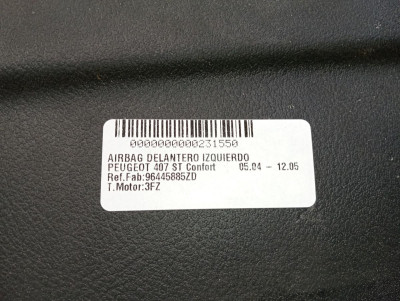 0000000000231550
AIRBAG DELANTERO IZQUIERDO
PEUGEOT 407 ST Confort 05.04 - 12.05
Ref.Fab:96445885ZD
T.Motor:3FZ